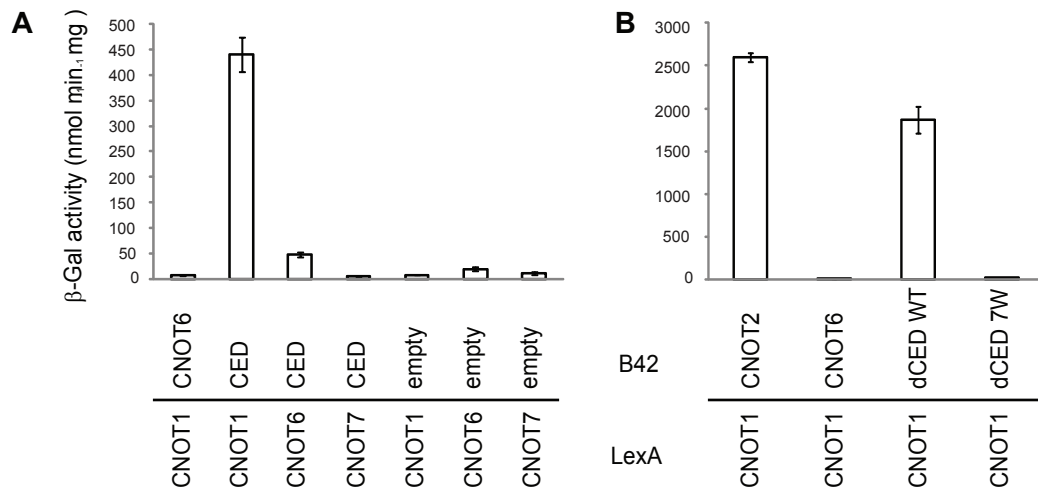 A
β-Gal activity (nmol min-1 mg)
500
450
400
350
300
250
200
150
100
50
0
CNOT6
CED
CED
CED
empty
empty
empty
CNOT1
CNOT1
CNOT6
CNOT7
CNOT1
CNOT6
CNOT7
B
2500
2000
1500
1000
500
0
3000
B42
CNOT2
CNOT6
dCED WT
dCED 7W
LexA
CNOT1
CNOT1
CNOT1
CNOT1